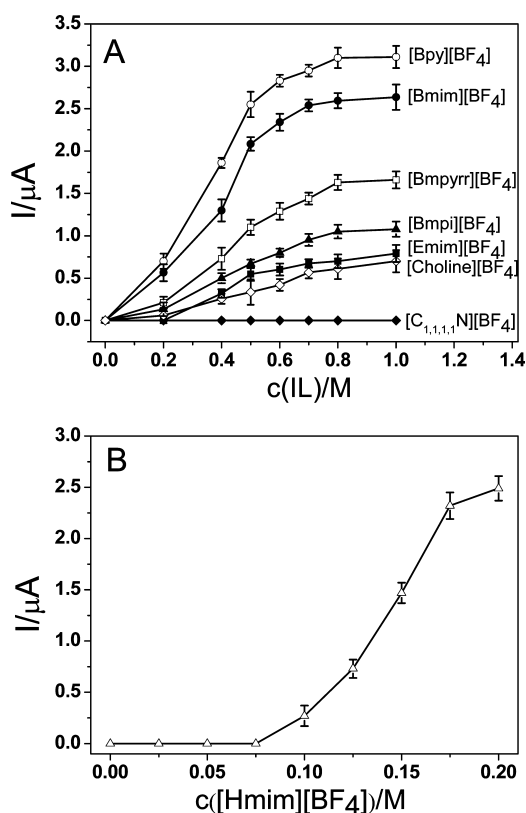 A
I/μA
3.5
3.0
2.5
2.0
1.5
1.0
0.5
0.0
[Bpy][BF4]
[Bmim][BF4]
[Bmpyrr][BF4]
[Bmpi][BF4]
[Emim][BF4]
[Choline][BF4]
[C1,1,1,1N][BF4]
0.0 0.2 0.4 0.6 0.8 1.0 1.2 1.4
c(IL)/M
B
I/μA
3.0
2.5
2.0
1.5
1.0
0.5
0.0
0.00 0.05 0.10 0.15 0.20
c([Hmim][BF4])/M